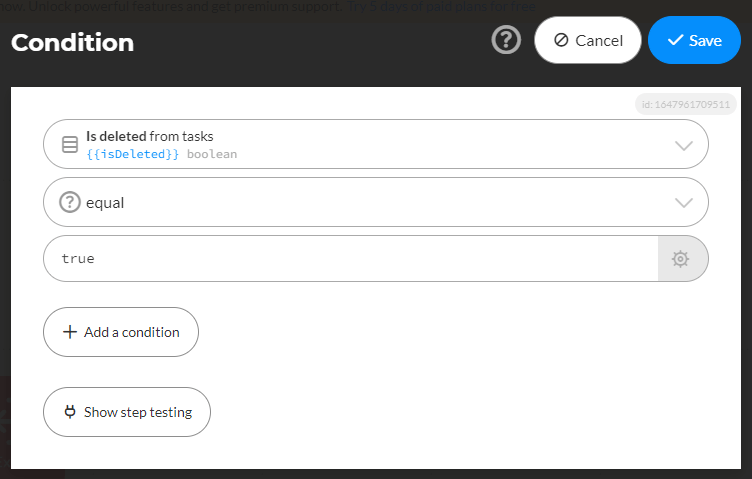 now. Unlock powerful features and get premium support. Try 5 days of paid plans for free
Condition
Cancel
Save
id: 1647961709511
Is deleted from tasks
{{isDeleted}} boolean
equal
true
Add a condition
Show step testing